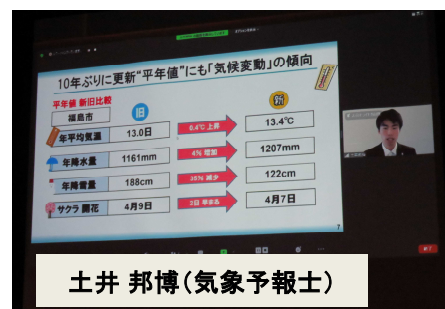 10年ぶりに更新“平年値”にも「気候変動」の傾向
平年値 新旧比較
福島市
旧
新
年平均気温
13.0日
0.4℃ 上昇
13.4℃
年降水量
1161mm
4% 増加
1207mm
年降雪量
188cm
35% 減少
122cm
サクラ 開花
4月9日
2日 早まる
4月7日
7
終了
土井 邦博(気象予報士)